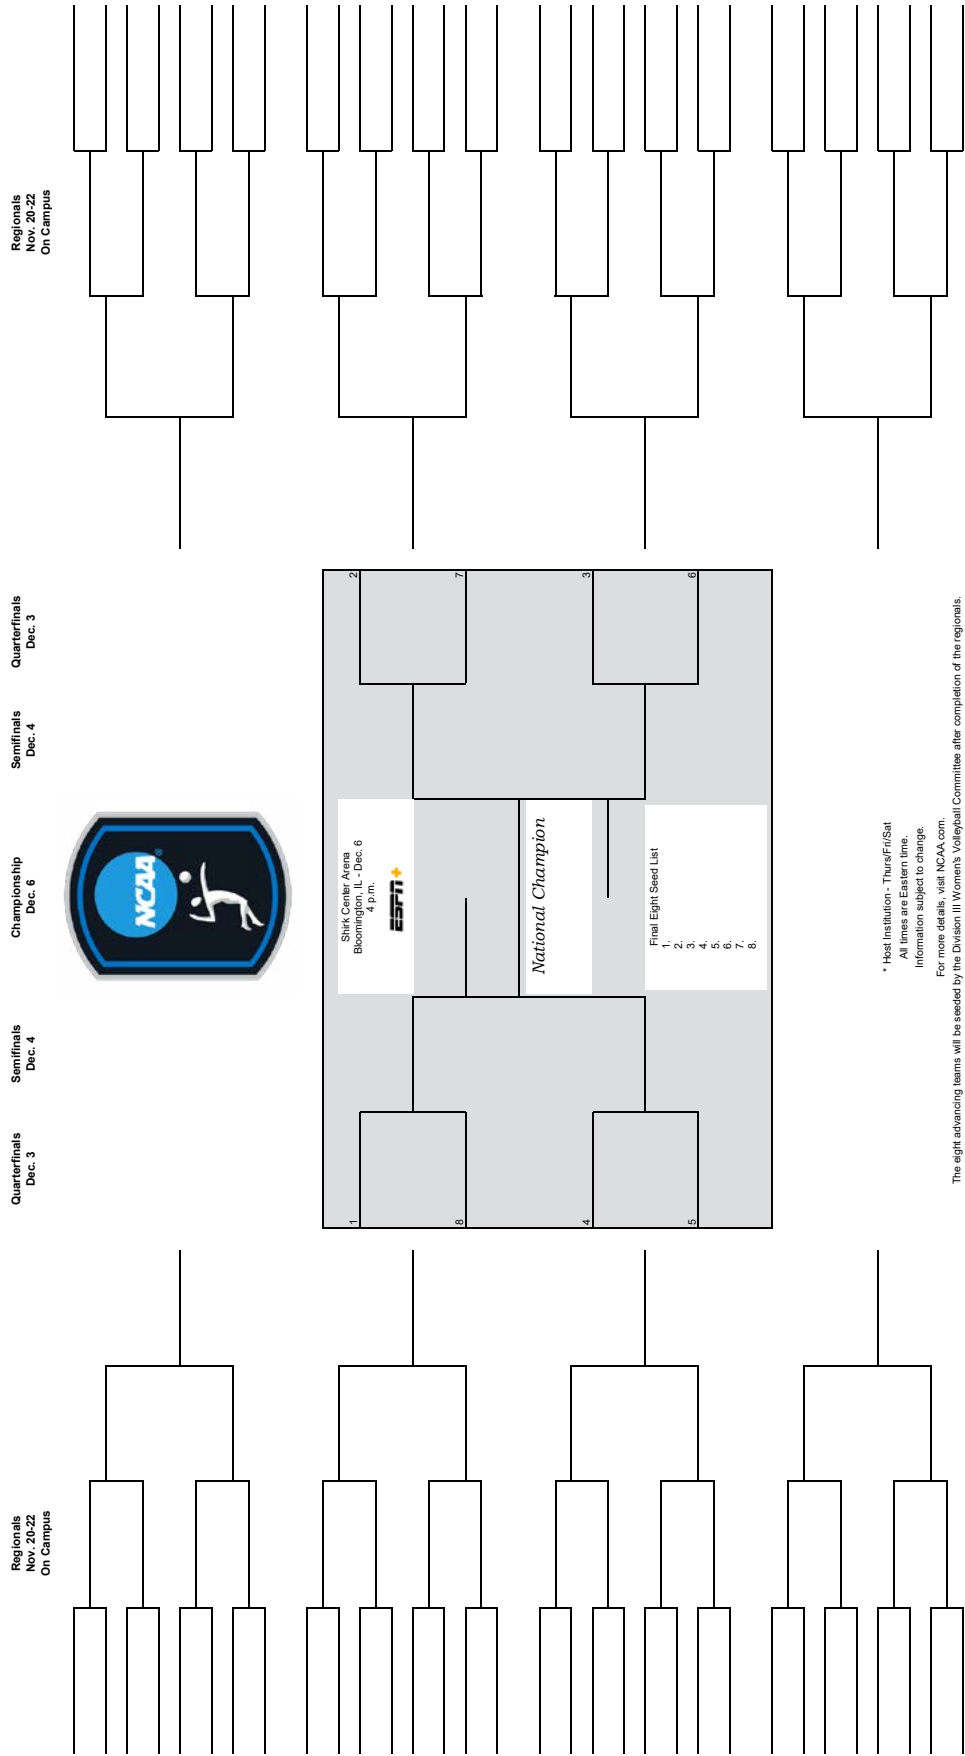 Regionals
Nov. 20-22
On Campus
Quarterfinals
Dec. 3
Semifinals
Dec. 4
Championship
Dec. 6
Semifinals
Dec. 4
Quarterfinals
Dec. 3
Regionals
Nov. 20-22
On Campus
NCAA®
1
8
4
5
Shirk Center Arena
Bloomington, IL - Dec. 6
4 p.m.
ESPN+
National Champion
Final Eight Seed List
1.
2.
3.
4.
5.
6.
7.
8.
2
7
3
6
* Host Institution - Thurs/Fri/Sat
All times are Eastern time.
Information subject to change.
For more details, visit NCAA.com.
The eight advancing teams will be seeded by the Division III Women's Volleyball Committee after completion of the regionals.